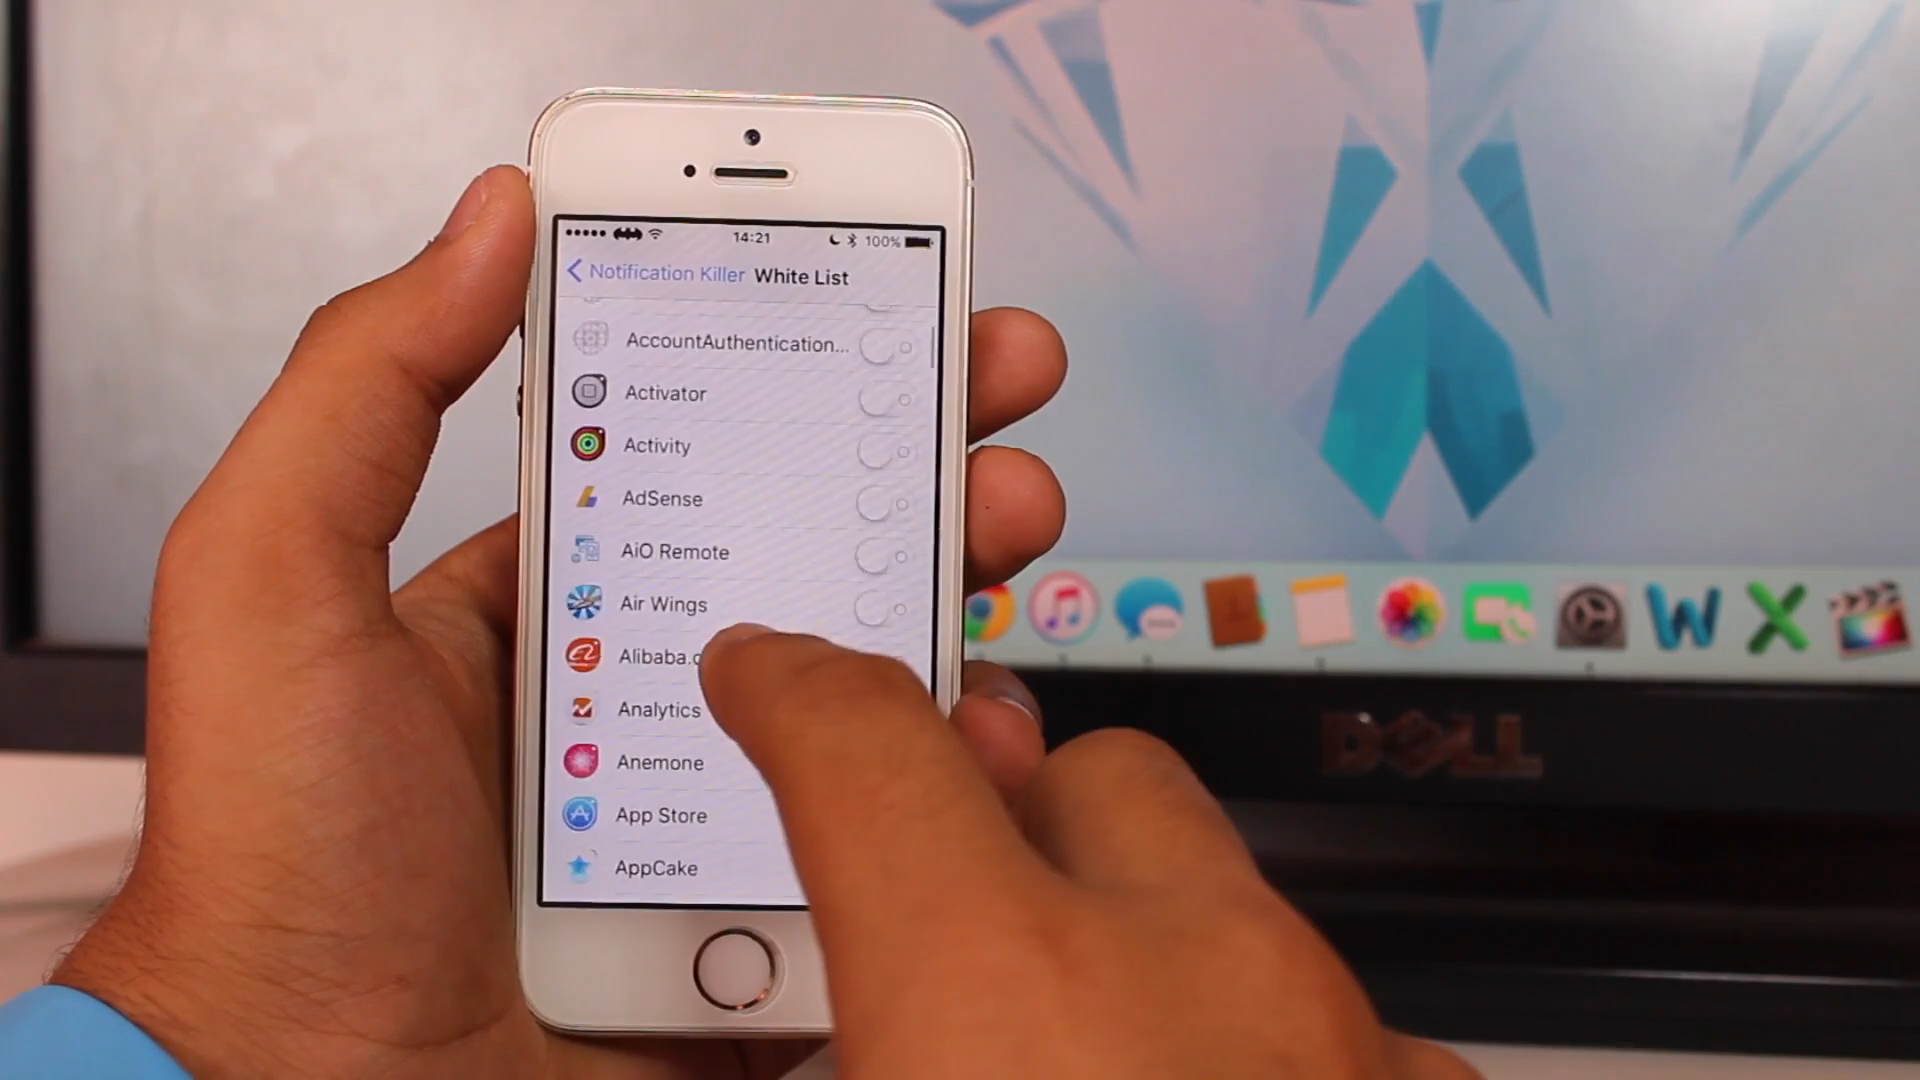 14:21
100%
Notification Killer White List
AccountAuthentication...
Activator
Activity
AdSense
AiO Remote
Air Wings
Alibaba.
Analytics
Anemone
App Store
AppCake
DELL